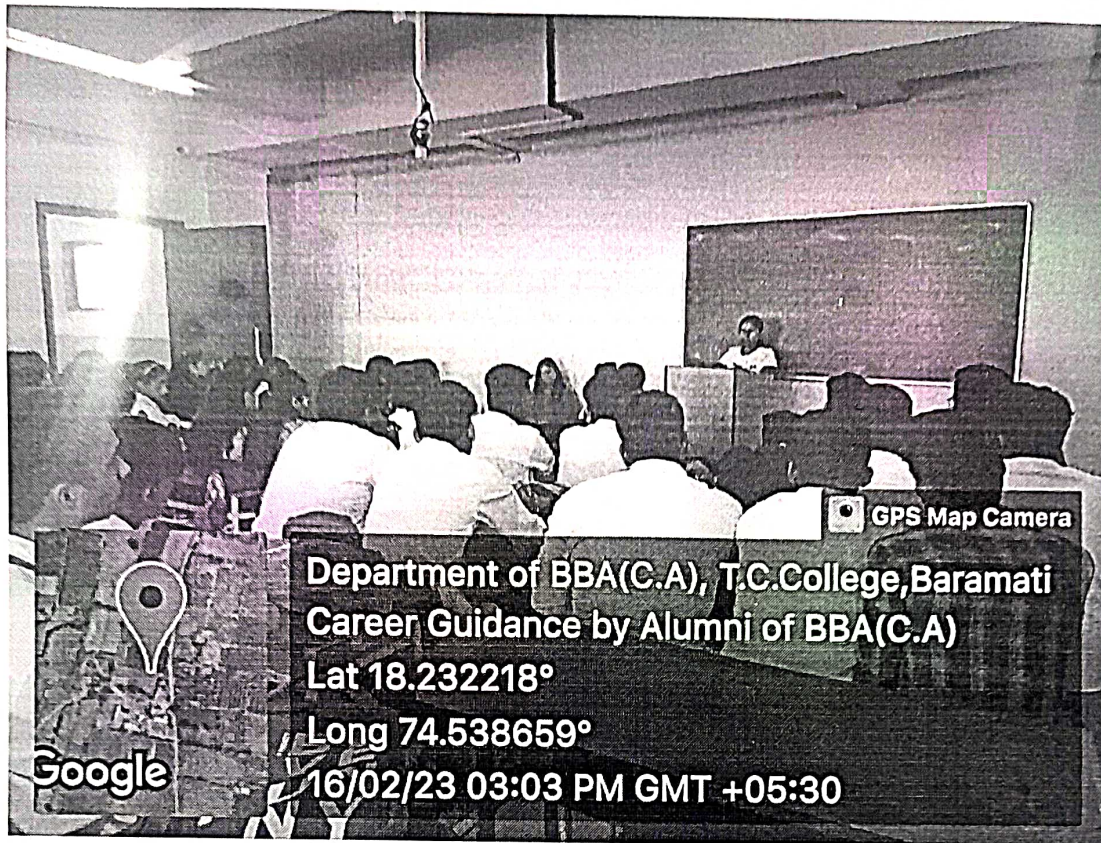 GPS Map Camera
Department of BBA(C.A), T.C.College,Baramati
Career Guidance by Alumni of BBA(C.A)
Lat 18.232218°
Long 74.538659°
16/02/23 03:03 PM GMT +05:30
Google